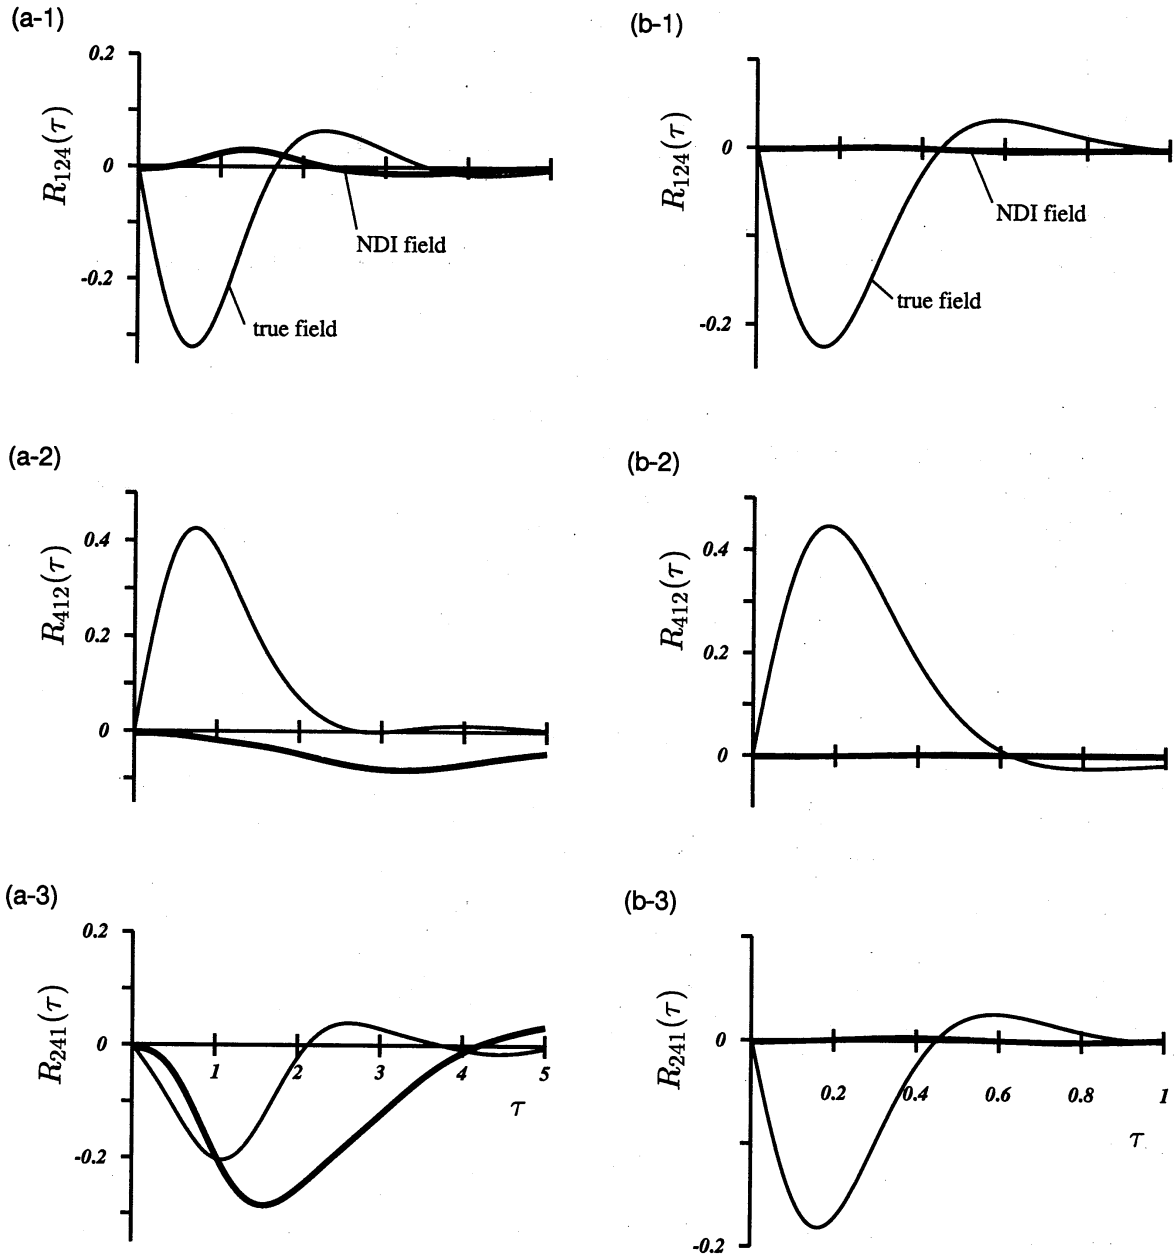 (a-1)
0.2
0
-0.2
R₁₂₄(τ)
NDI field
true field
(b-1)
0
-0.2
R₁₂₄(τ)
NDI field
true field
(a-2)
0.4
0.2
0
R₄₁₂(τ)
(b-2)
0.4
0.2
0
R₄₁₂(τ)
(a-3)
0.2
0
-0.2
R₂₄₁(τ)
1 2 3 4 5
τ
(b-3)
0
-0.2
R₂₄₁(τ)
0.2 0.4 0.6 0.8 1
τ